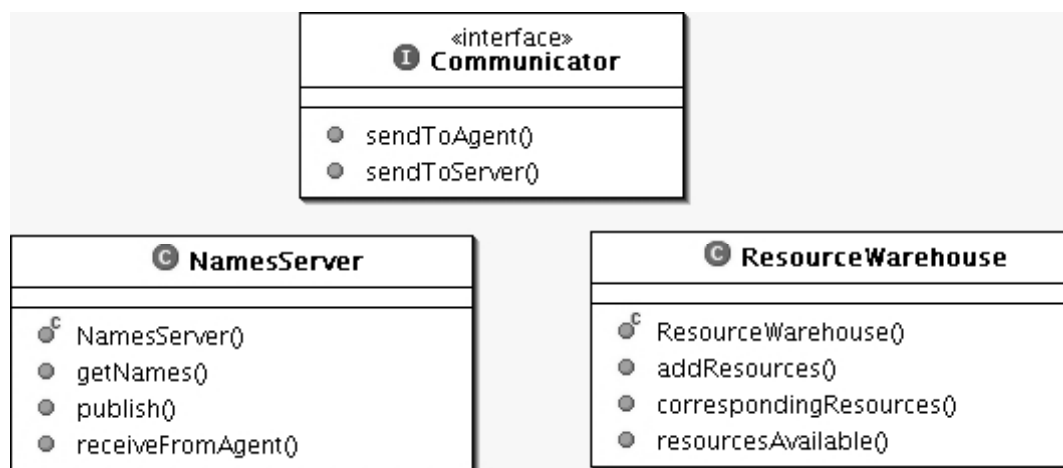 «interface»
I Communicator
sendToAgent()
sendToServer()
C NamesServer
C NamesServer()
getNames()
publish()
receiveFromAgent()
C ResourceWarehouse
C ResourceWarehouse()
addResources()
correspondingResources()
resourcesAvailable()